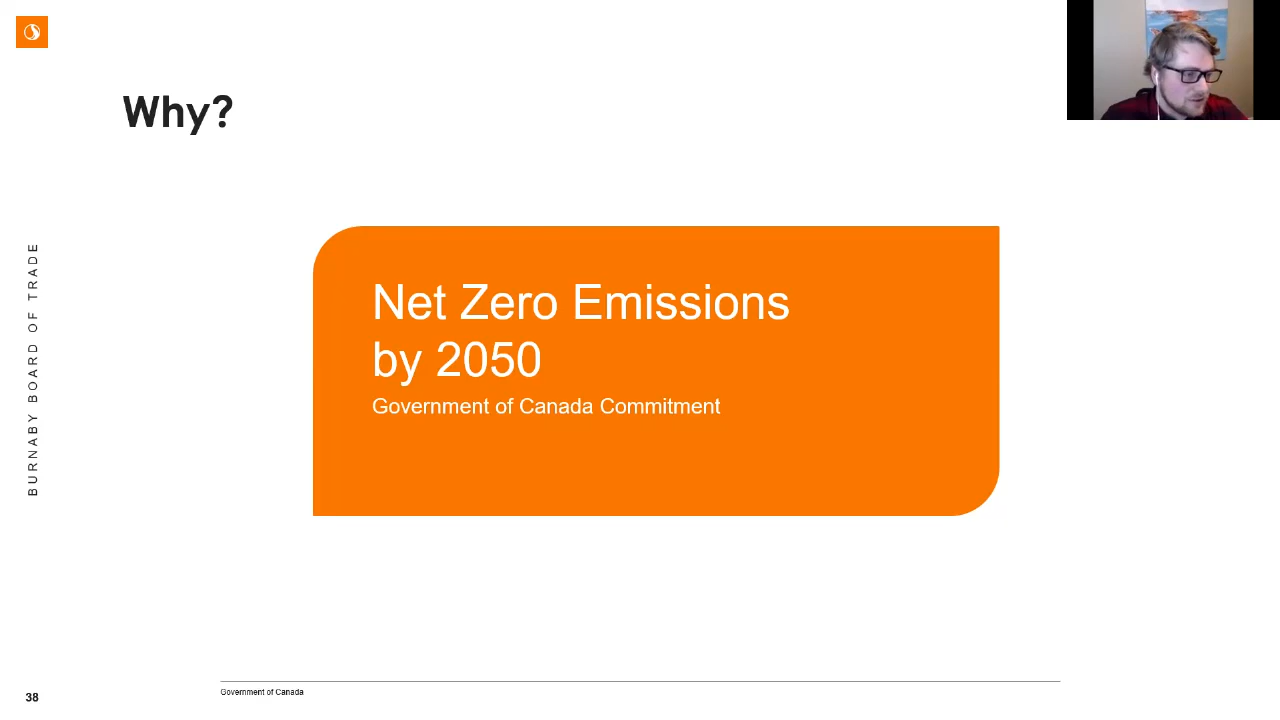 Why?
BURNABY BOARD OF TRADE
Net Zero Emissions
by 2050
Government of Canada Commitment
38
Government of Canada